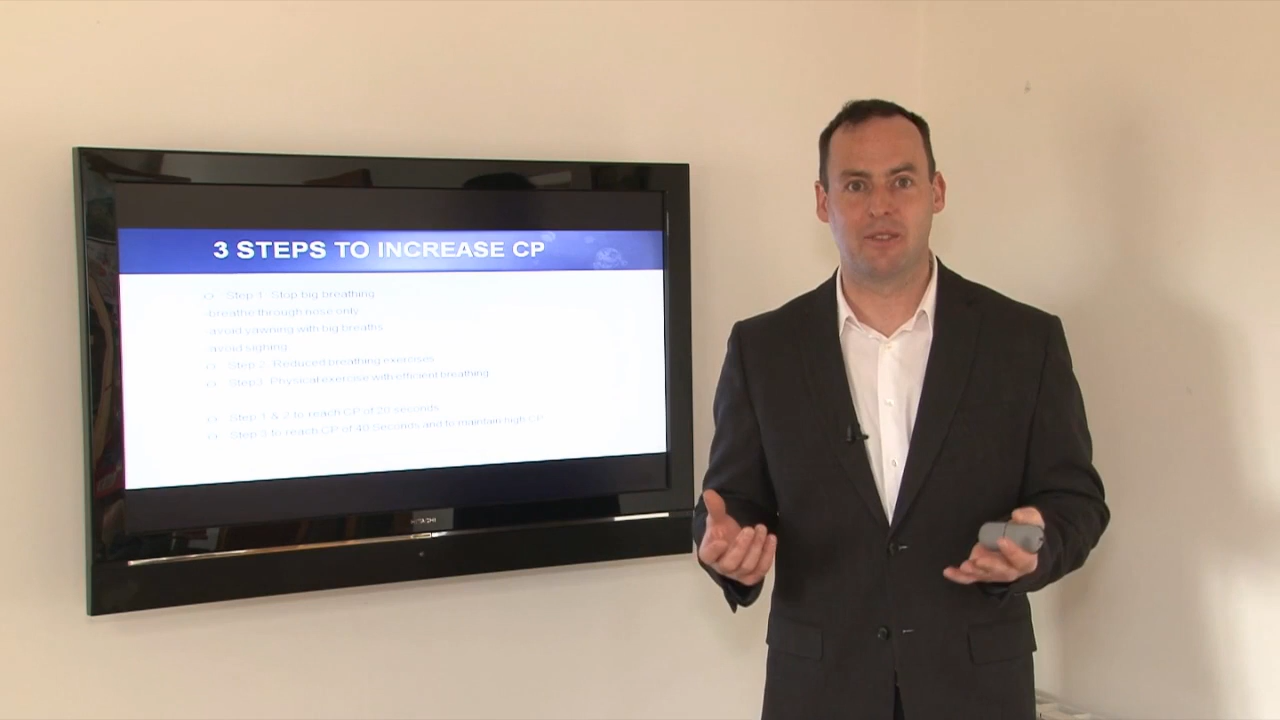 3 STEPS TO INCREASE CP
Step 1: Stop big breathing
-breathe through nose only
-avoid yawning with big breaths
-avoid sighing
Step 2: Reduced breathing exercises
Step3: Physical exercise with efficient breathing
Step 1 & 2 to reach CP of 20 seconds
Step 3 to reach CP of 40 Seconds and to maintain high CP
HITACHI